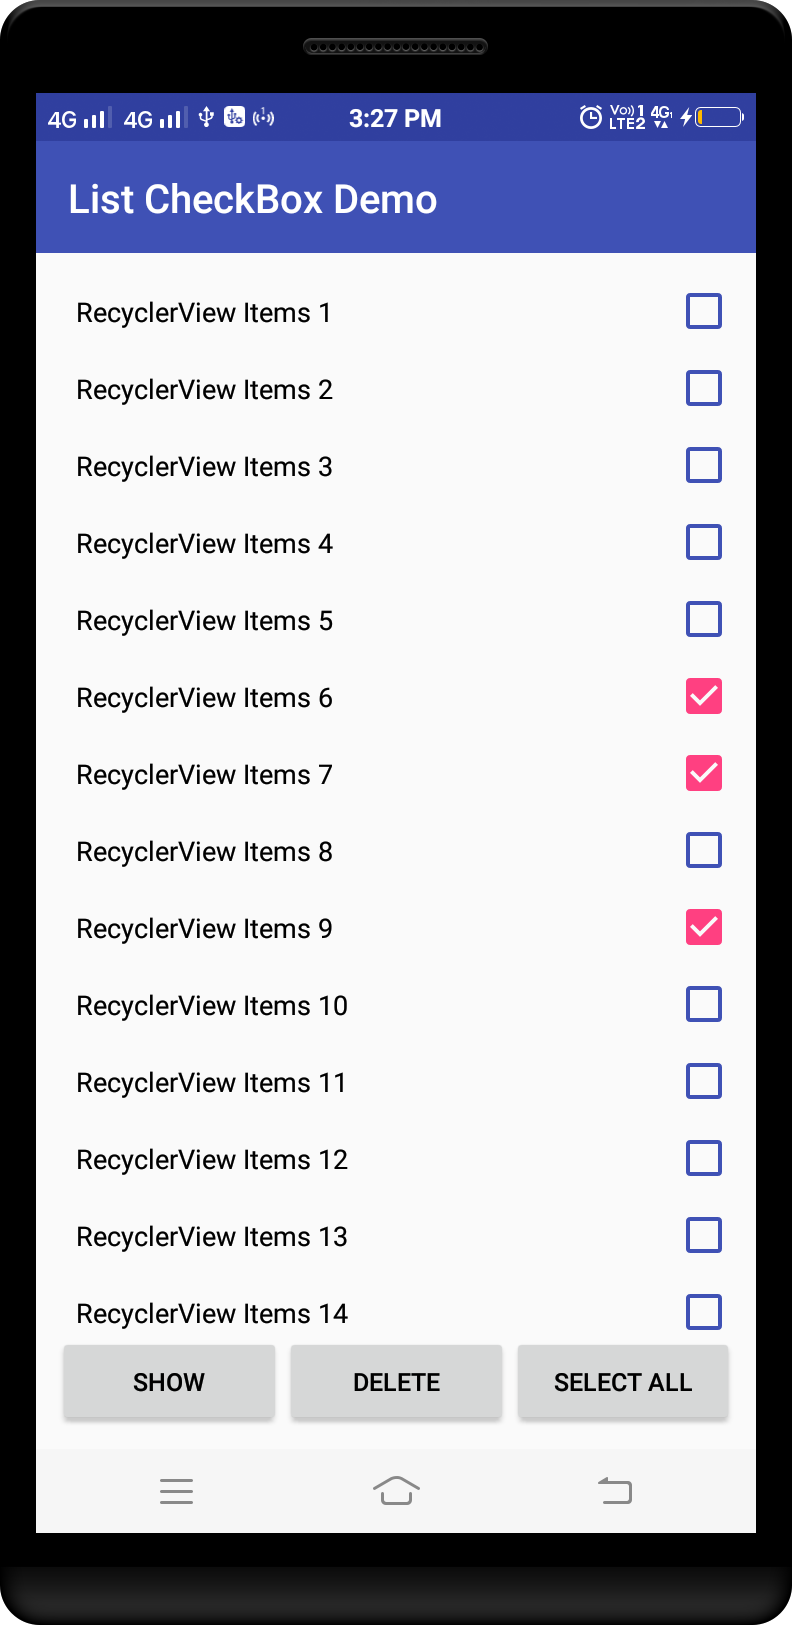 4G 4G 3:27 PM Vo)) 1 LTE2 4G
List CheckBox Demo
RecyclerView Items 1
RecyclerView Items 2
RecyclerView Items 3
RecyclerView Items 4
RecyclerView Items 5
RecyclerView Items 6
RecyclerView Items 7
RecyclerView Items 8
RecyclerView Items 9
RecyclerView Items 10
RecyclerView Items 11
RecyclerView Items 12
RecyclerView Items 13
RecyclerView Items 14
SHOW DELETE SELECT ALL